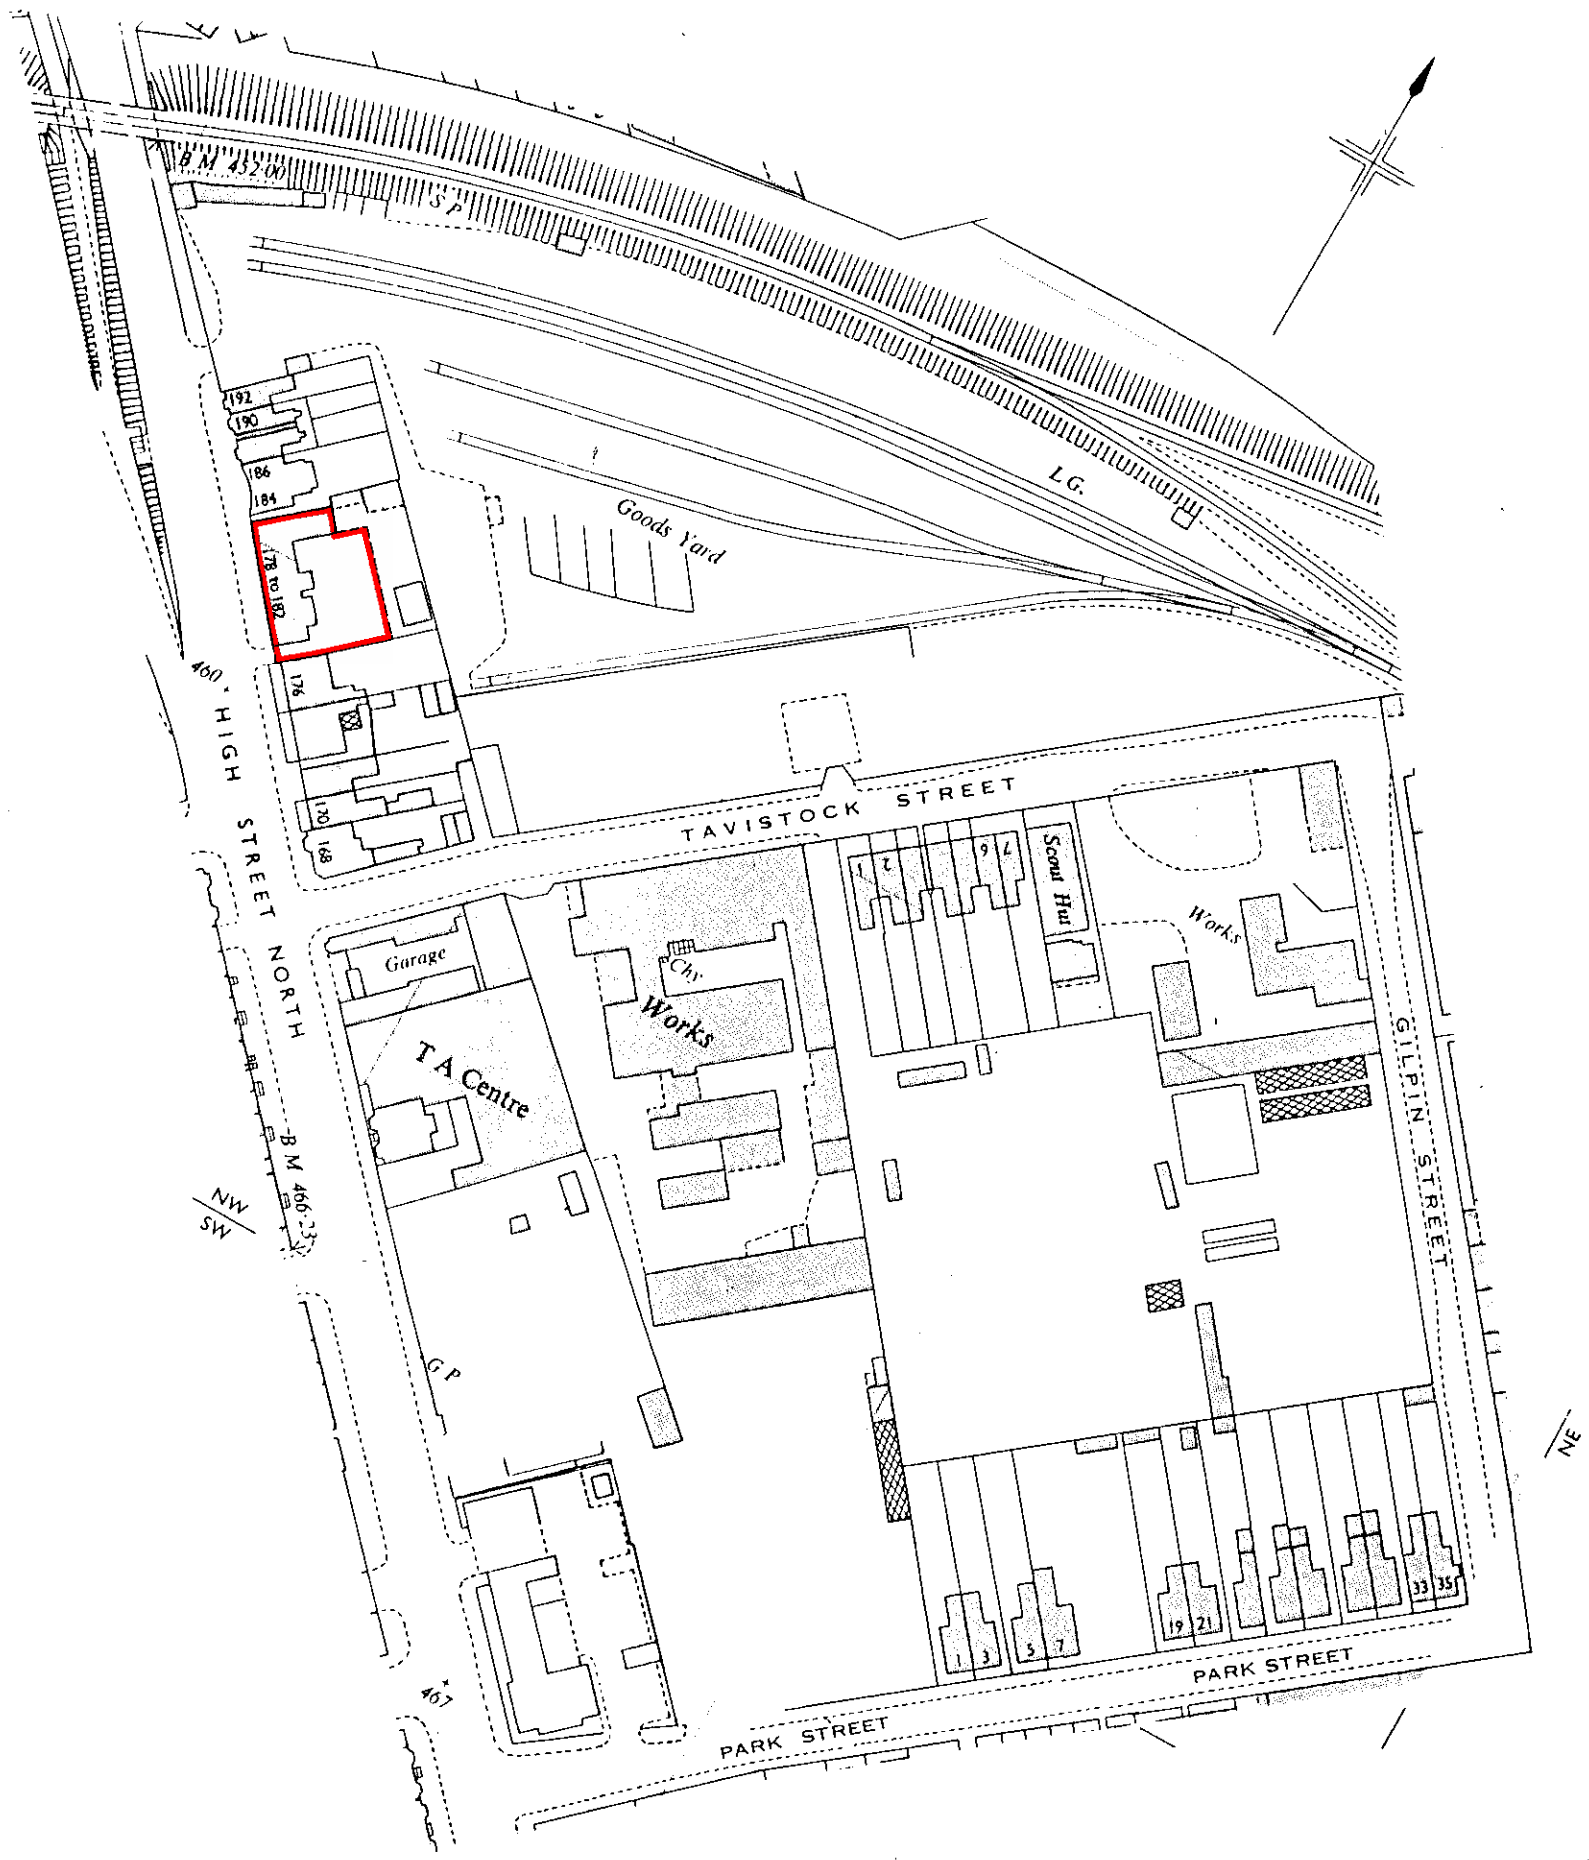 B M 452·00
S P
192
190
186
184
178 to 182
L G.
Goods Yard
460
176
HIGH STREET NORTH
170
168
TAVISTOCK STREET
1
2
6
7
Scout Hut
Works
Garage
Chy
Works
T A Centre
GILPIN STREET
B M 466·23
NW
SW
G P
NE
1
3
5
7
19
21
33
35
467
PARK STREET
PARK STREET